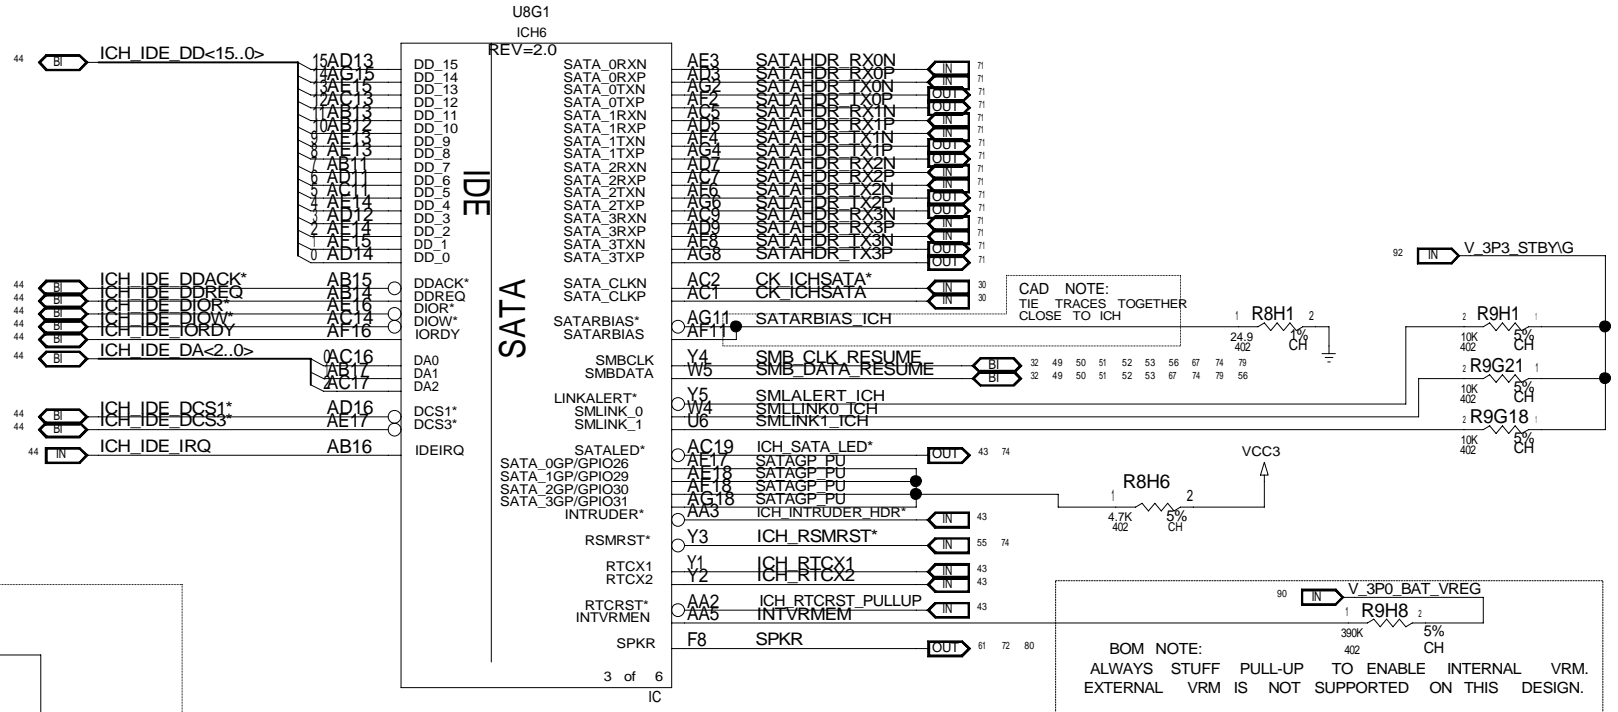 U8G1
ICH6
REV=2.0
44 BI ICH_IDE_DD<15..0>
15 AD13 DD_15
14 AG15 DD_14
13 AE15 DD_13
12 AC13 DD_12
11 AB13 DD_11
10 AB12 DD_10
9 AF13 DD_9
8 AE13 DD_8
7 AB11 DD_7
6 AD11 DD_6
5 AC11 DD_5
4 AE14 DD_4
3 AD12 DD_3
2 AF14 DD_2
1 AF15 DD_1
0 AD14 DD_0
44 BI ICH_IDE_DDACK* AB15 DDACK*
44 BI ICH_IDE_DDREQ AB14 DDREQ
44 BI ICH_IDE_DIOR* AE16 DIOR*
44 BI ICH_IDE_DIOW* AC14 DIOW*
44 BI ICH_IDE_IORDY AF16 IORDY
44 BI ICH_IDE_DA<2..0>
0 AC16 DA0
1 AB17 DA1
2 AC17 DA2
44 BI ICH_IDE_DCS1* AD16 DCS1*
44 BI ICH_IDE_DCS3* AE17 DCS3*
44 IN ICH_IDE_IRQ AB16 IDEIRQ
IDE
SATA
SATA_0RXN AE3 SATAHDR_RX0N IN 71
SATA_0RXP AD3 SATAHDR_RX0P IN 71
SATA_0TXN AG2 SATAHDR_TX0N OUT 71
SATA_0TXP AF2 SATAHDR_TX0P OUT 71
SATA_1RXN AC5 SATAHDR_RX1N IN 71
SATA_1RXP AD5 SATAHDR_RX1P IN 71
SATA_1TXN AF4 SATAHDR_TX1N OUT 71
SATA_1TXP AG4 SATAHDR_TX1P OUT 71
SATA_2RXN AD7 SATAHDR_RX2N IN 71
SATA_2RXP AC7 SATAHDR_RX2P IN 71
SATA_2TXN AF6 SATAHDR_TX2N OUT 71
SATA_2TXP AG6 SATAHDR_TX2P OUT 71
SATA_3RXN AC9 SATAHDR_RX3N IN 71
SATA_3RXP AD9 SATAHDR_RX3P IN 71
SATA_3TXN AF8 SATAHDR_TX3N OUT 71
SATA_3TXP AG8 SATAHDR_TX3P OUT 71
SATA_CLKN AC2 CK_ICHSATA* IN 30
SATA_CLKP AC1 CK_ICHSATA IN 30
SATARBIAS* AG11 SATARBIAS_ICH
SATARBIAS AF11
SMBCLK Y4 SMB_CLK_RESUME BI 32 49 50 51 52 53 56 67 74 79
SMBDATA W5 SMB_DATA_RESUME BI 32 49 50 51 52 53 67 74 79 56
LINKALERT* Y5 SMLALERT_ICH
SMLINK_0 W4 SMLLINK0_ICH
SMLINK_1 U6 SMLINK1_ICH
SATALED* AC19 ICH_SATA_LED* OUT 43 74
SATA_0GP/GPIO26 AE17 SATAGP_PU
SATA_1GP/GPIO29 AE18 SATAGP_PU
SATA_2GP/GPIO30 AF18 SATAGP_PU
SATA_3GP/GPIO31 AG18 SATAGP_PU
INTRUDER* AA3 ICH_INTRUDER_HDR* IN 43
RSMRST* Y3 ICH_RSMRST* IN 55 74
RTCX1 Y1 ICH_RTCX1 IN 43
RTCX2 Y2 ICH_RTCX2 IN 43
RTCRST* AA2 ICH_RTCRST_PULLUP IN 43
INTVRMEN AA5 INTVRMEM
SPKR F8 SPKR OUT 61 72 80
3 of 6
IC
CAD NOTE:
TIE TRACES TOGETHER
CLOSE TO ICH
1 R8H1 2
24.9 1%
402 CH
92 IN V_3P3_STBY\G
2 R9H1 1
10K 5%
402 CH
2 R9G21 1
10K 5%
402 CH
2 R9G18 1
10K 5%
402 CH
VCC3
1 R8H6 2
4.7K 5%
402 CH
90 IN V_3P0_BAT_VREG
1 R9H8 2
390K 5%
402 CH
BOM NOTE:
ALWAYS STUFF PULL-UP TO ENABLE INTERNAL VRM.
EXTERNAL VRM IS NOT SUPPORTED ON THIS DESIGN.